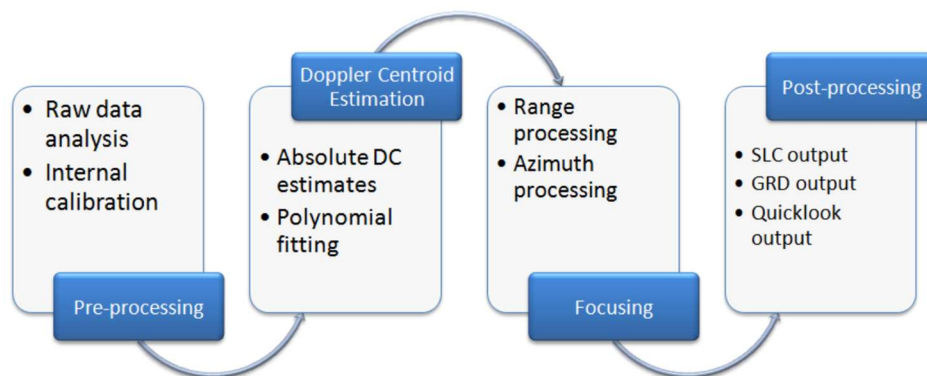 • Raw data
analysis
• Internal
calibration
Pre-processing
Doppler Centroid
Estimation
• Absolute DC
estimates
• Polynomial
fitting
• Range
processing
• Azimuth
processing
Focusing
Post-processing
• SLC output
• GRD output
• Quicklook
output